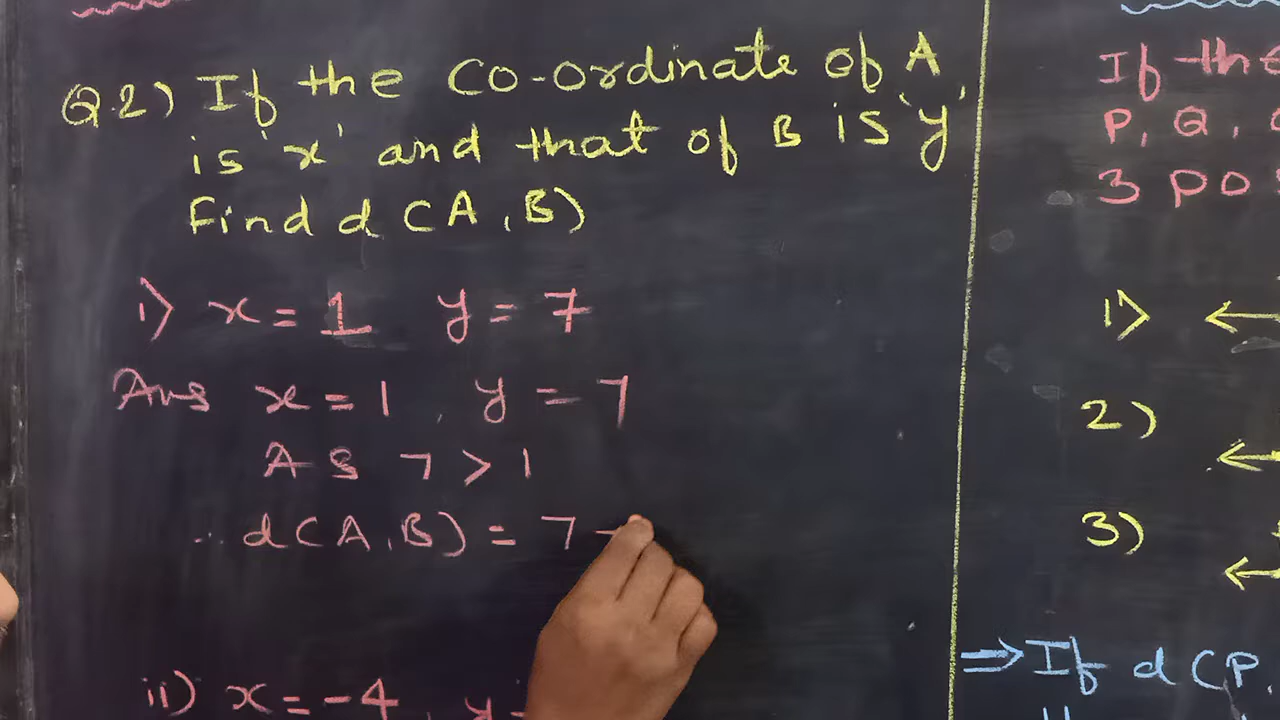 Q.2) If the Co-ordinate of A
is 'x' and that of B is 'y'
Find d (A, B)
i) x = 1 y = 7
Ans x = 1, y = 7
As 7 > 1
∴ d(A, B) = 7 -
ii) x = -4, y =
If the
P, Q,
3
1)
2)
3)
⇒ If d (P,